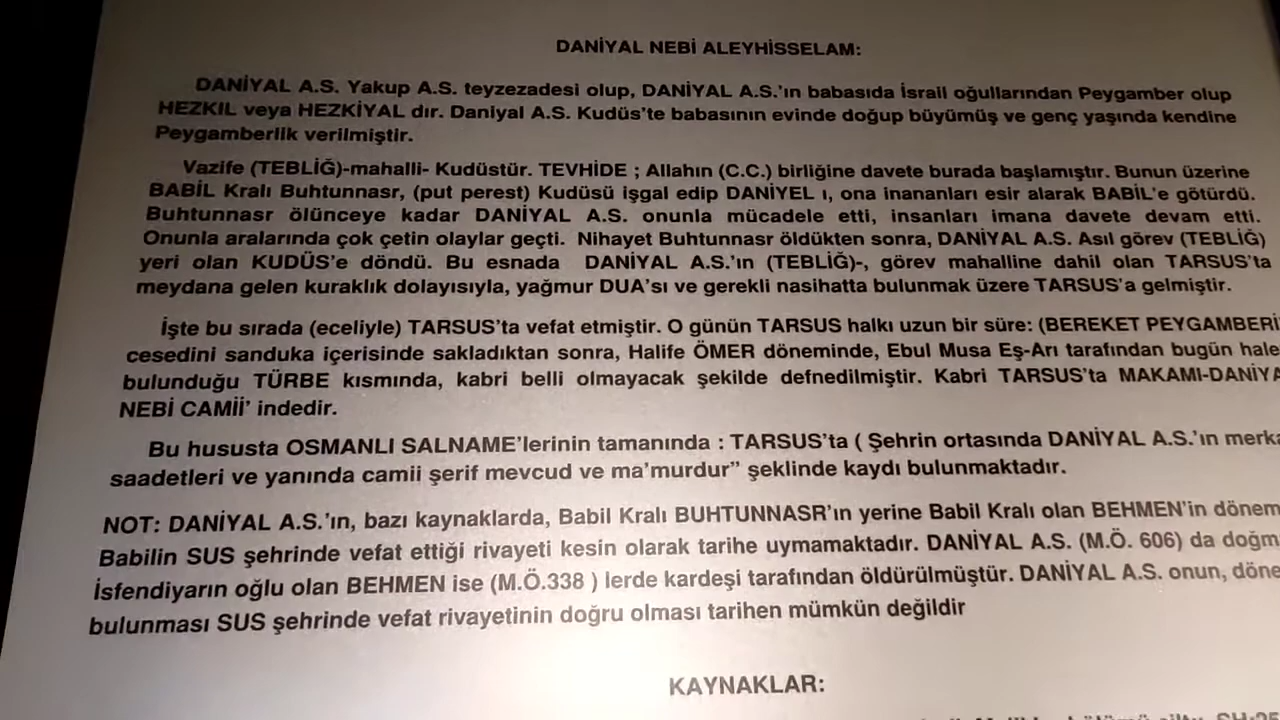 DANİYAL NEBİ ALEYHİSSELAM:
DANİYAL A.S. Yakup A.S. teyzezadesi olup, DANİYAL A.S.'ın babasıda İsrail oğullarından Peygamber olup
HEZKIL veya HEZKİYAL dır. Daniyal A.S. Kudüs'te babasının evinde doğup büyümüş ve genç yaşında kendine
Peygamberlik verilmiştir.
Vazife (TEBLİĞ)-mahalli- Kudüstür. TEVHİDE ; Allahın (C.C.) birliğine davete burada başlamıştır. Bunun üzerine
BABİL Kralı Buhtunnasr, (put perest) Kudüsü işgal edip DANİYEL ı, ona inananları esir alarak BABİL'e götürdü.
Buhtunnasr ölünceye kadar DANİYAL A.S. onunla mücadele etti, insanları imana davete devam etti.
Onunla aralarında çok çetin olaylar geçti. Nihayet Buhtunnasr öldükten sonra, DANİYAL A.S. Asıl görev (TEBLİĞ)
yeri olan KUDÜS'e döndü. Bu esnada DANİYAL A.S.'ın (TEBLİĞ)-, görev mahalline dahil olan TARSUS'ta
meydana gelen kuraklık dolayısıyla, yağmur DUA'sı ve gerekli nasihatta bulunmak üzere TARSUS'a gelmiştir.
İşte bu sırada (eceliyle) TARSUS'ta vefat etmiştir. O günün TARSUS halkı uzun bir süre: (BEREKET PEYGAMBERİ
cesedini sanduka içerisinde sakladıktan sonra, Halife ÖMER döneminde, Ebul Musa Eş-Arı tarafından bugün hale
bulunduğu TÜRBE kısmında, kabri belli olmayacak şekilde defnedilmiştir. Kabri TARSUS'ta MAKAMI-DANİYA
NEBİ CAMİİ' indedir.
Bu hususta OSMANLI SALNAME'lerinin tamanında : TARSUS'ta ( Şehrin ortasında DANİYAL A.S.'ın merka
saadetleri ve yanında camii şerif mevcud ve ma'murdur” şeklinde kaydı bulunmaktadır.
NOT: DANİYAL A.S.'ın, bazı kaynaklarda, Babil Kralı BUHTUNNASR'ın yerine Babil Kralı olan BEHMEN'in dönem
Babilin SUS şehrinde vefat ettiği rivayeti kesin olarak tarihe uymamaktadır. DANİYAL A.S. (M.Ö. 606) da doğm
İsfendiyarın oğlu olan BEHMEN ise (M.Ö.338 ) lerde kardeşi tarafından öldürülmüştür. DANİYAL A.S. onun, döne
bulunması SUS şehrinde vefat rivayetinin doğru olması tarihen mümkün değildir
KAYNAKLAR: